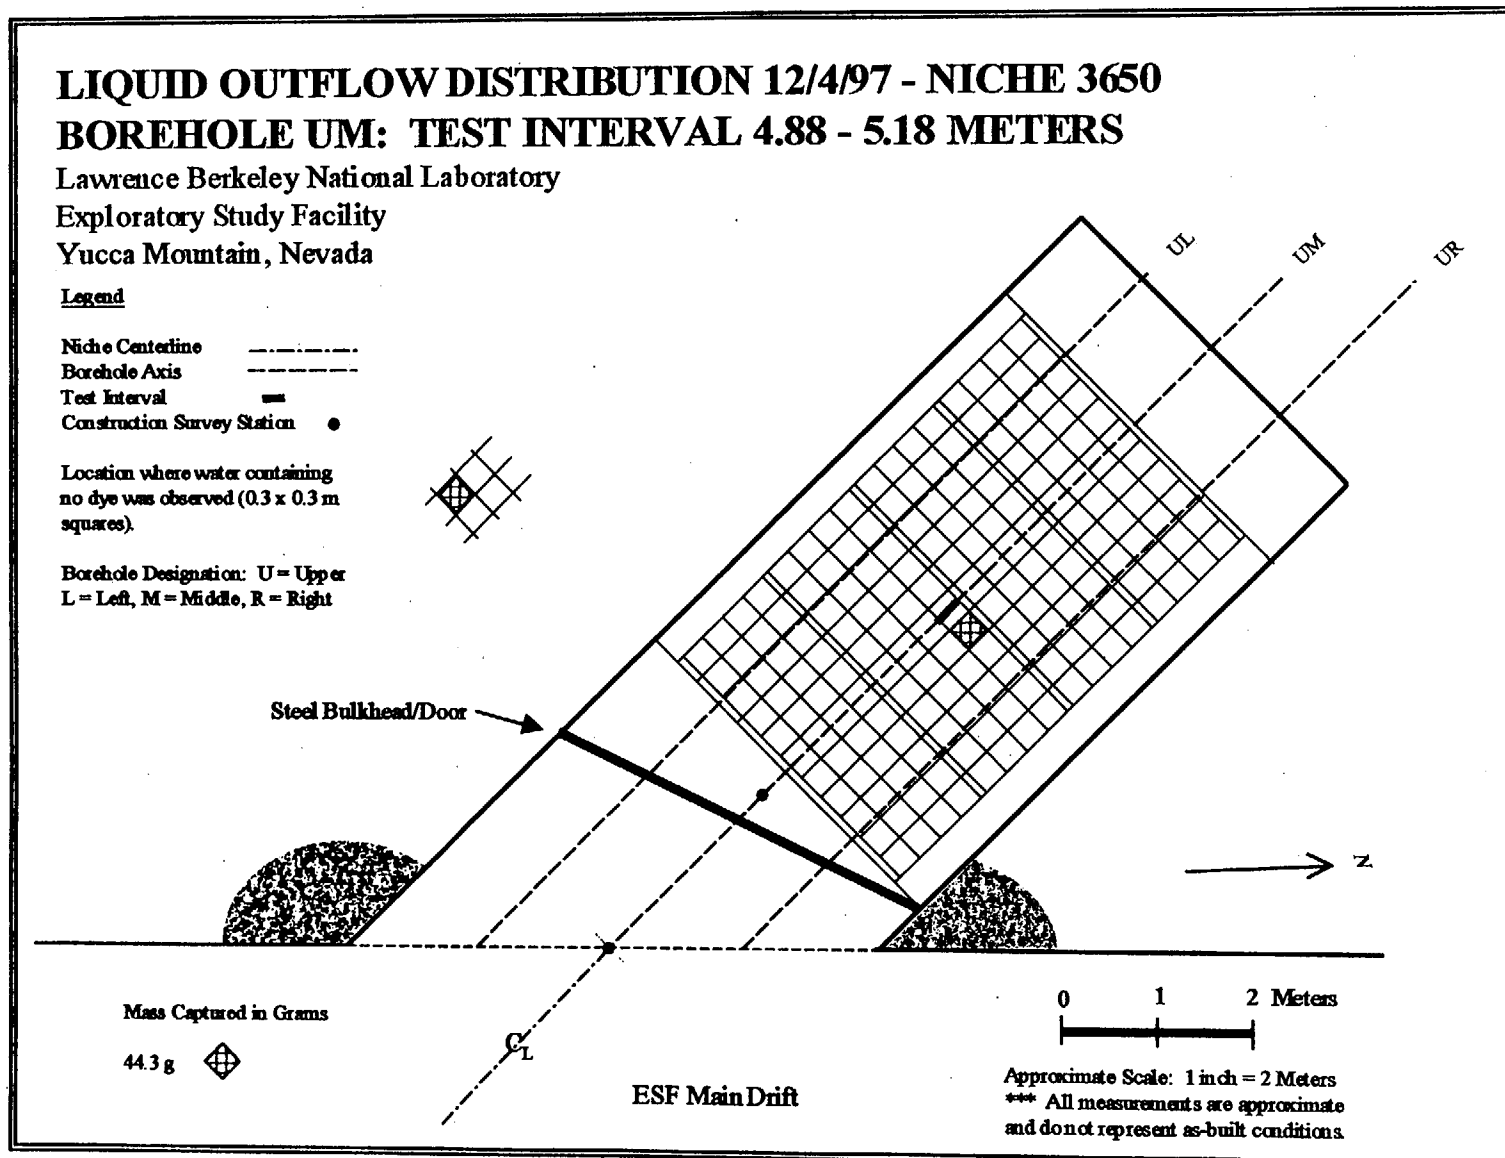 LIQUID OUTFLOW DISTRIBUTION 12/4/97 - NICHE 3650
BOREHOLE UM: TEST INTERVAL 4.88 - 5.18 METERS
Lawrence Berkeley National Laboratory
Exploratory Study Facility
Yucca Mountain, Nevada
Legend
Niche Centerline
Borehole Axis
Test Interval
Construction Survey Station
Location where water containing
no dye was observed (0.3 x 0.3 m
squares).
Borehole Designation: U = Upper
L = Left, M = Middle, R = Right
UL
UM
UR
Steel Bulkhead/Door
N
Mass Captured in Grams
44.3 g
CL
ESF Main Drift
0 1 2 Meters
Approximate Scale: 1 inch = 2 Meters
*** All measurements are approximate
and do not represent as-built conditions.